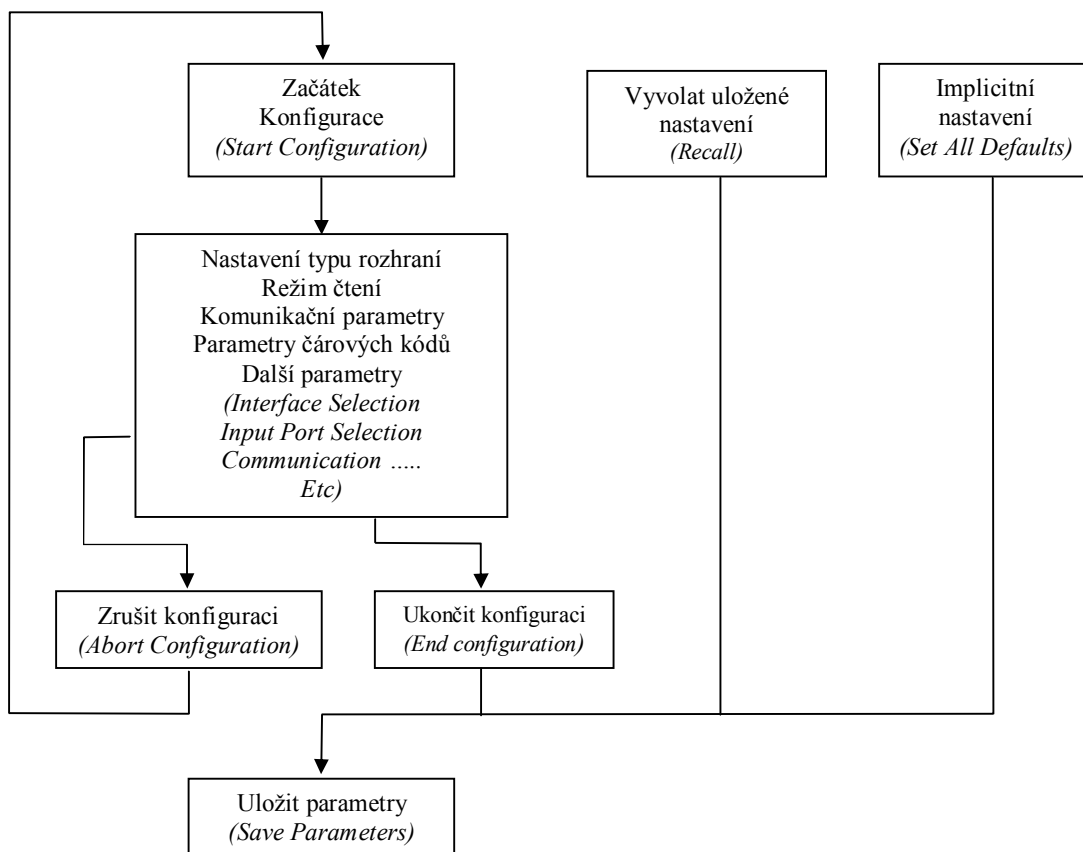 Začátek
Konfigurace
(Start Configuration)
Vyvolat uložené
nastavení
(Recall)
Implicitní
nastavení
(Set All Defaults)
Nastavení typu rozhraní
Režim čtení
Komunikační parametry
Parametry čárových kódů
Další parametry
(Interface Selection
Input Port Selection
Communication …..
Etc)
Zrušit konfiguraci
(Abort Configuration)
Ukončit konfiguraci
(End configuration)
Uložit parametry
(Save Parameters)